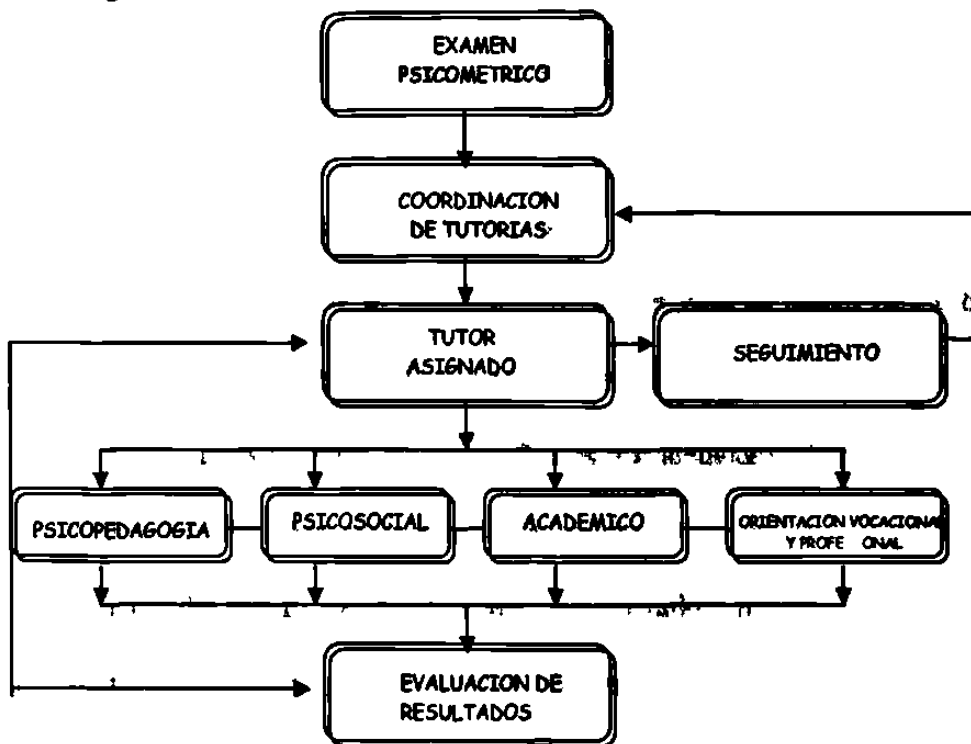 EXAMEN
PSICOMETRICO
COORDINACION
DE TUTORIAS
TUTOR
ASIGNADO
SEGUIMIENTO
PSICOPEDAGOGIA
PSICOSOCIAL
ACADEMICO
ORIENTACION VOCACIONAL
Y PROFE ONAL
EVALUACION DE
RESULTADOS